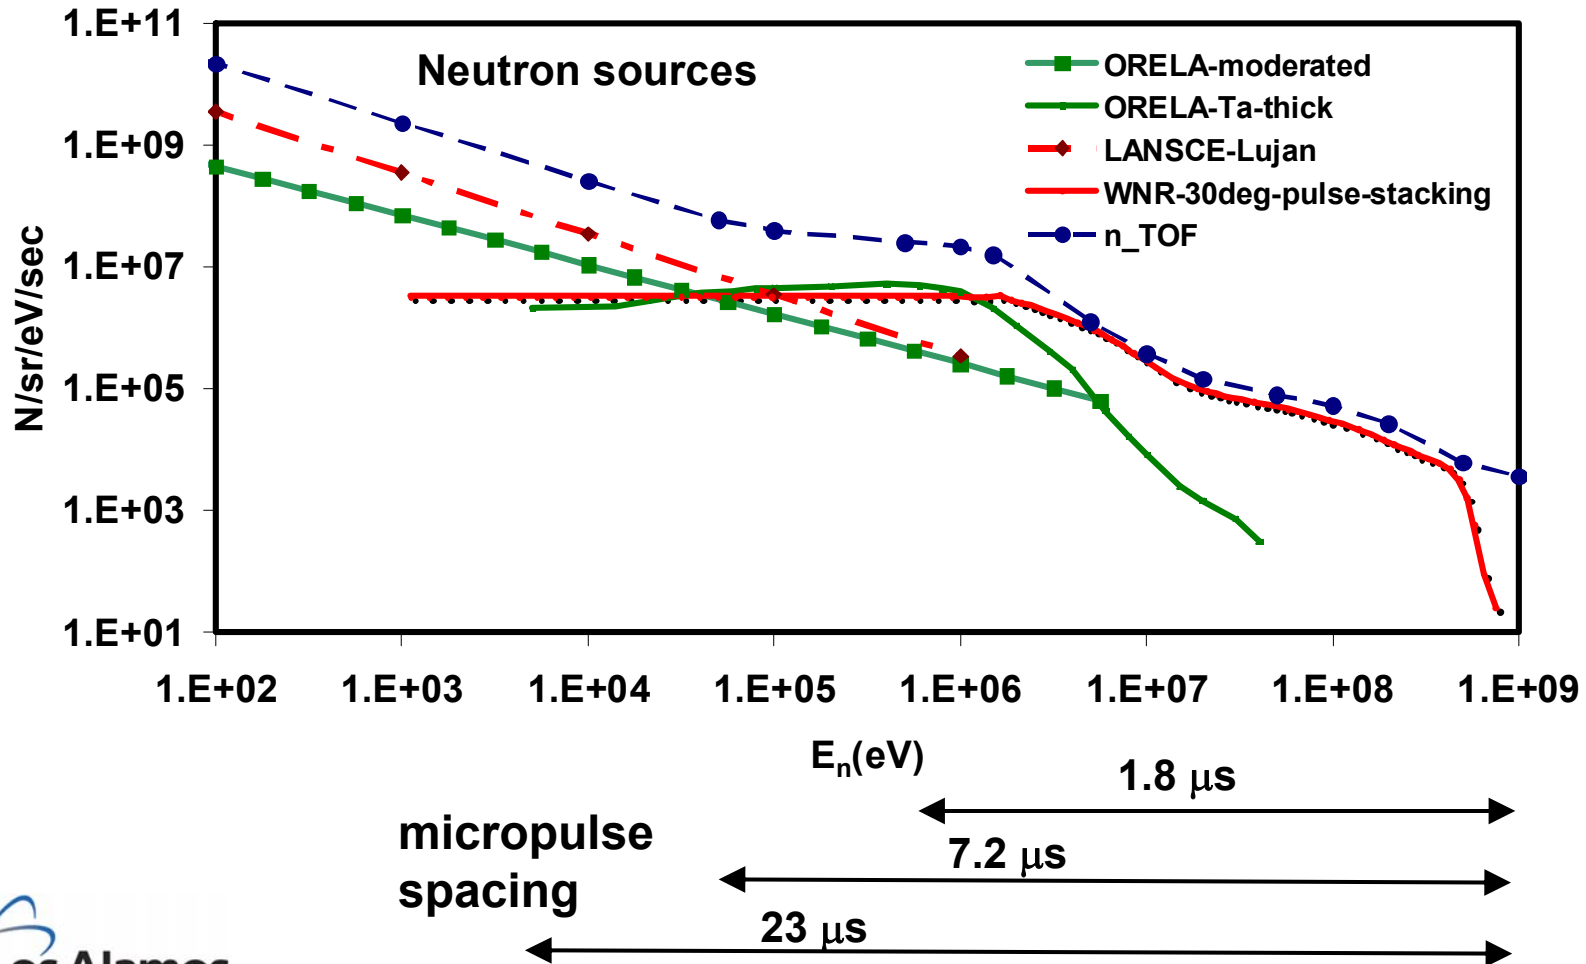 Neutron sources
ORELA-moderated
ORELA-Ta-thick
LANSCE-Lujan
WNR-30deg-pulse-stacking
n_TOF
N/sr/eV/sec
1.E+11
1.E+09
1.E+07
1.E+05
1.E+03
1.E+01
1.E+02 1.E+03 1.E+04 1.E+05 1.E+06 1.E+07 1.E+08 1.E+09
Eₙ(eV)
micropulse
spacing
1.8 μs
7.2 μs
23 μs